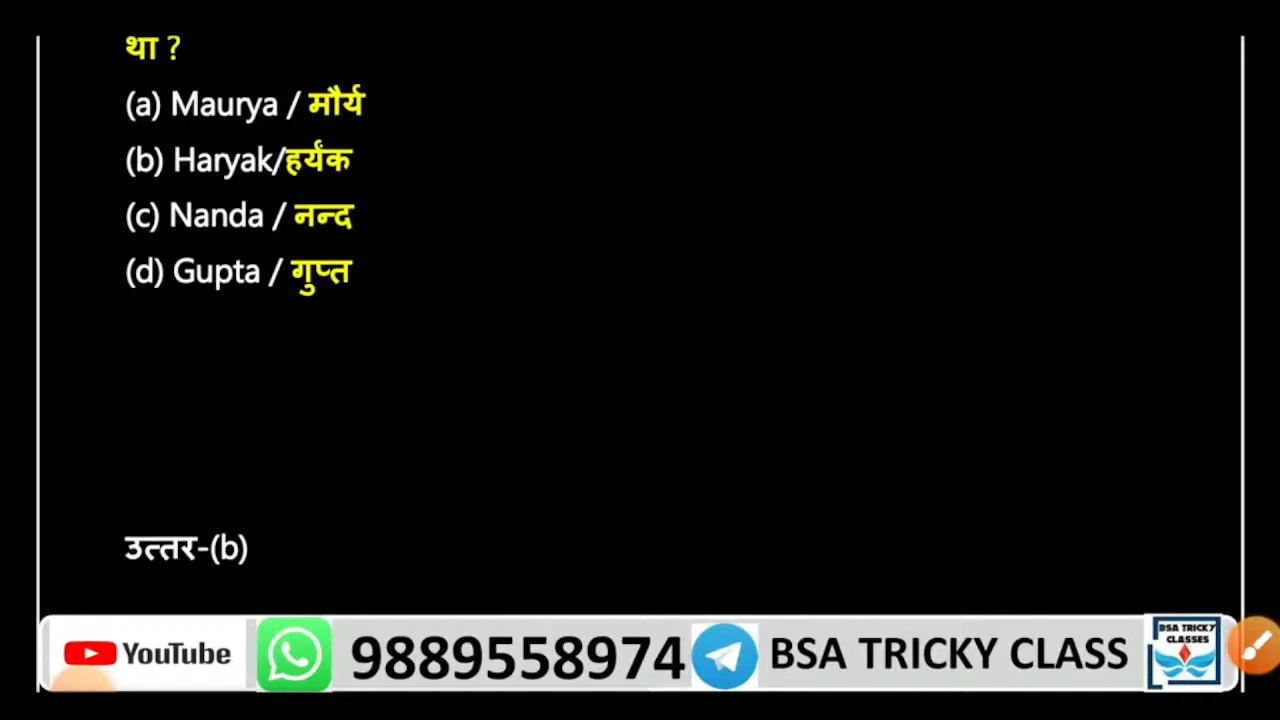 था ?
(a) Maurya / मौर्य
(b) Haryak/हर्यंक
(c) Nanda / नन्द
(d) Gupta / गुप्त
उत्तर-(b)
YouTube 9889558974 BSA TRICKY CLASS
BSA TRICKY
CLASSES